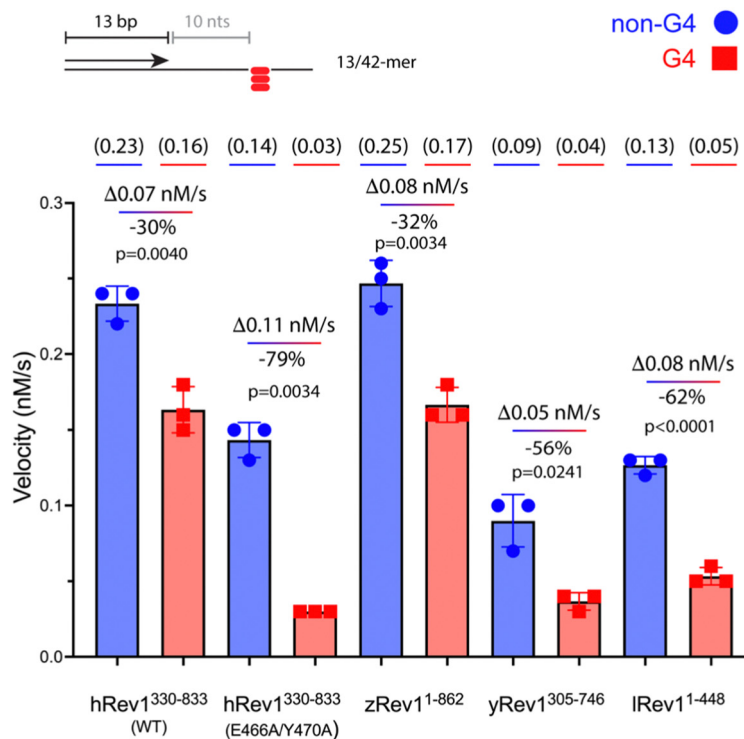 13 bp 10 nts
13/42-mer
non-G4
G4
(0.23) (0.16) (0.14) (0.03) (0.25) (0.17) (0.09) (0.04) (0.13) (0.05)
Δ0.07 nM/s
-30%
p=0.0040
Δ0.11 nM/s
-79%
p=0.0034
Δ0.08 nM/s
-32%
p=0.0034
Δ0.05 nM/s
-56%
p=0.0241
Δ0.08 nM/s
-62%
p<0.0001
Velocity (nM/s)
0.3
0.2
0.1
0.0
hRev1³³⁰⁻⁸³³
(WT)
hRev1³³⁰⁻⁸³³
(E466A/Y470A)
zRev1¹⁻⁸⁶²
yRev1³⁰⁵⁻⁷⁴⁶
lRev1¹⁻⁴⁴⁸